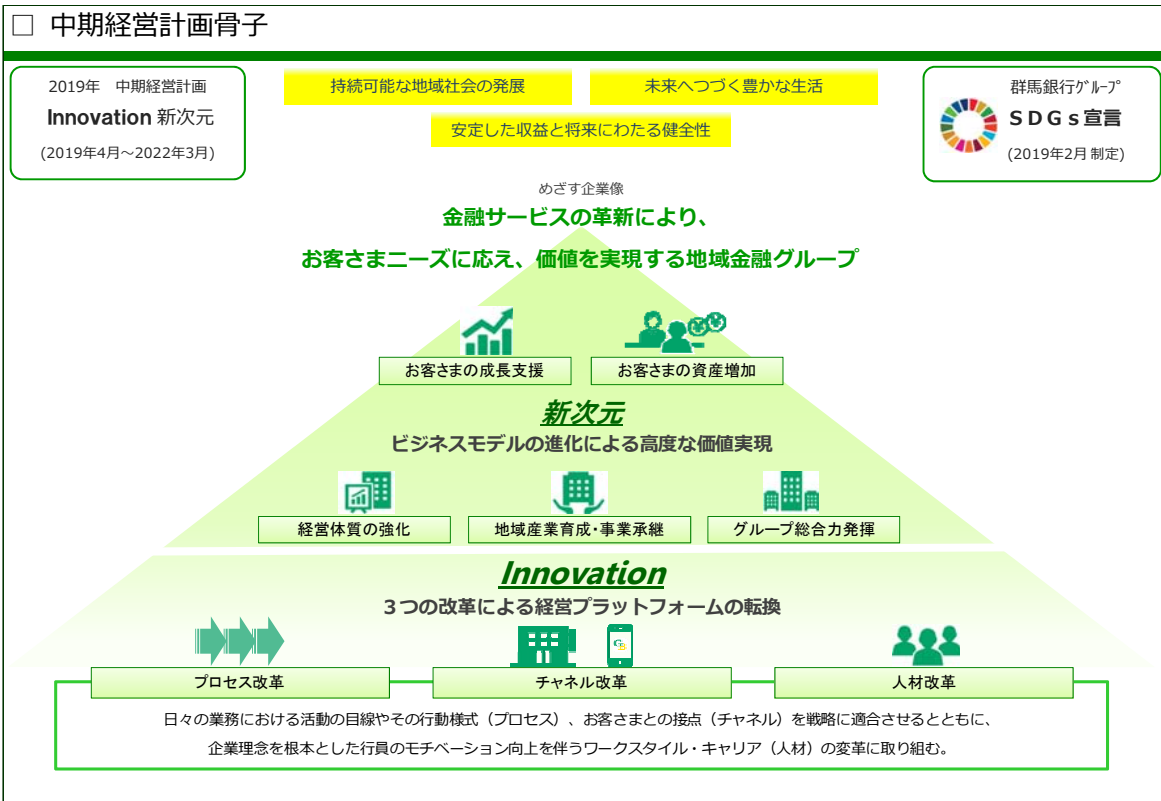 □ 中期経営計画骨子
2019年　中期経営計画
Innovation 新次元
(2019年4月～2022年3月)
持続可能な地域社会の発展
未来へつづく豊かな生活
安定した収益と将来にわたる健全性
群馬銀行ｸﾞﾙｰﾌﾟ
ＳＤＧｓ宣言
(2019年2月 制定)
めざす企業像
金融サービスの革新により、
お客さまニーズに応え、価値を実現する地域金融グループ
お客さまの成長支援
お客さまの資産増加
新次元
ビジネスモデルの進化による高度な価値実現
経営体質の強化
地域産業育成・事業承継
グループ総合力発揮
Innovation
３つの改革による経営プラットフォームの転換
プロセス改革
チャネル改革
人材改革
日々の業務における活動の目線やその行動様式（プロセス）、お客さまとの接点（チャネル）を戦略に適合させるとともに、
企業理念を根本とした行員のモチベーション向上を伴うワークスタイル・キャリア（人材）の変革に取り組む。